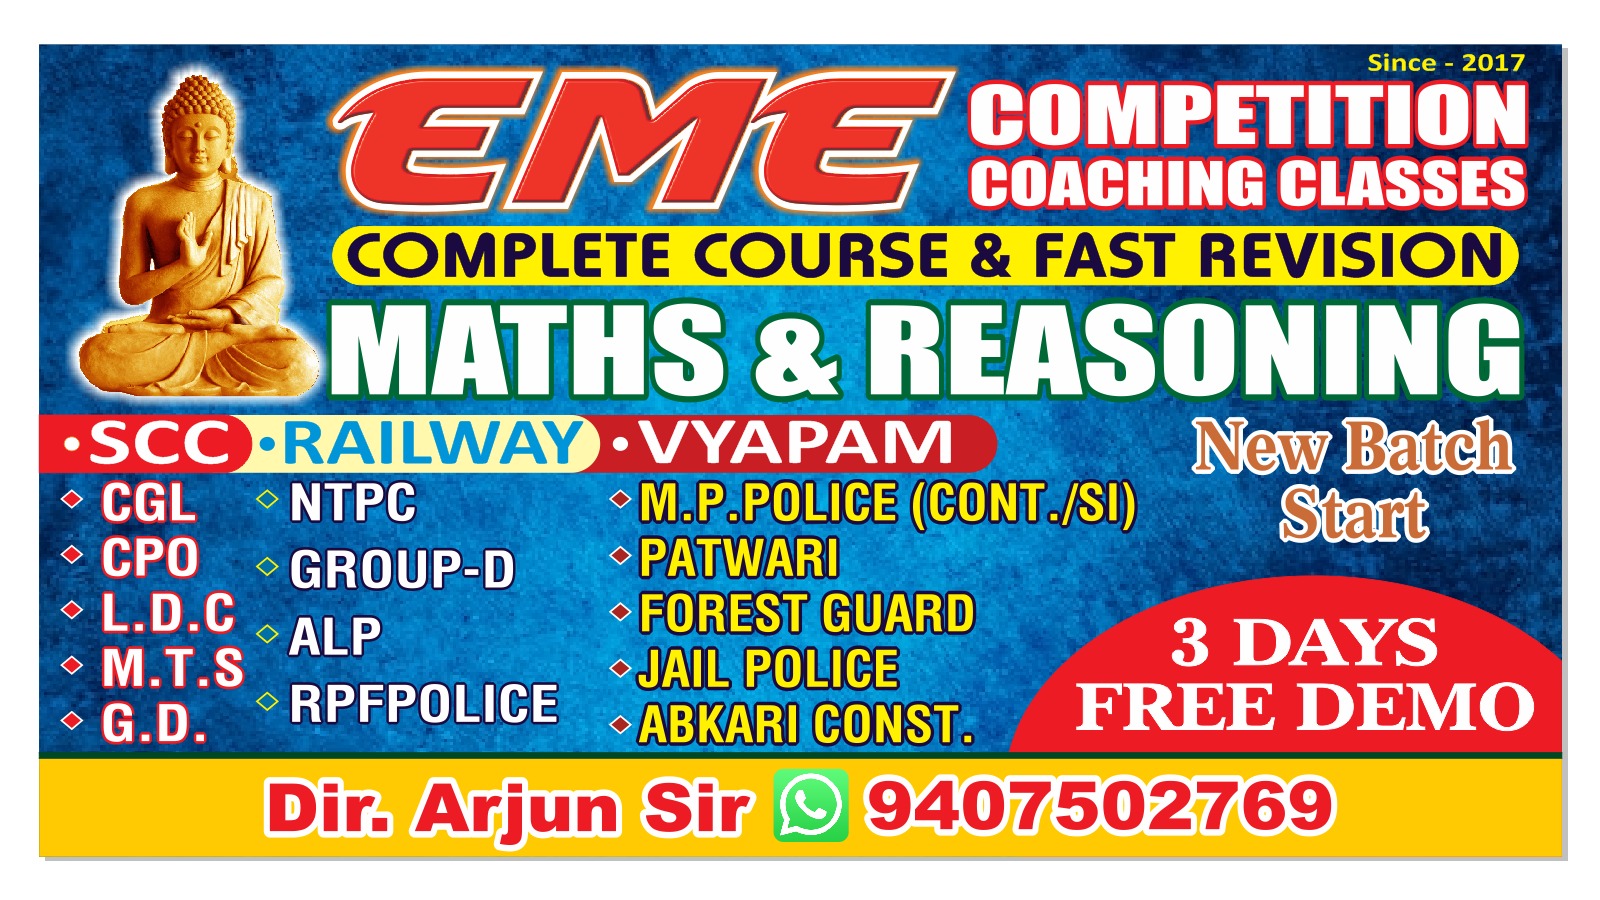 Since - 2017
EME COMPETITION
COACHING CLASSES
COMPLETE COURSE & FAST REVISION
MATHS & REASONING
•SCC •RAILWAY •VYAPAM
CGL
CPO
L.D.C
M.T.S
G.D.
NTPC
GROUP-D
ALP
RPFPOLICE
M.P.POLICE (CONT./SI)
PATWARI
FOREST GUARD
JAIL POLICE
ABKARI CONST.
New Batch
Start
3 DAYS
FREE DEMO
Dir. Arjun Sir 9407502769